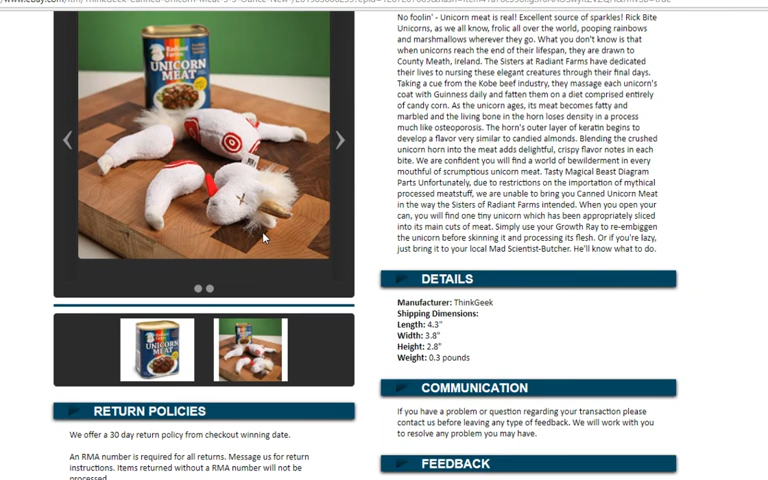 Radiant Farms
UNICORN
MEAT
No foolin' - Unicorn meat is real! Excellent source of sparkles! Rick Bite
Unicorns, as we all know, frolic all over the world, pooping rainbows
and marshmallows wherever they go. What you don't know is that
when unicorns reach the end of their lifespan, they are drawn to
County Meath, Ireland. The Sisters at Radiant Farms have dedicated
their lives to nursing these elegant creatures through their final days.
Taking a cue from the Kobe beef industry, they massage each unicorn's
coat with Guinness daily and fatten them on a diet comprised entirely
of candy corn. As the unicorn ages, its meat becomes fatty and
marbled and the living bone in the horn loses density in a process
much like osteoporosis. The horn's outer layer of keratin begins to
develop a flavor very similar to candied almonds. Blending the crushed
unicorn horn into the meat adds delightful, crispy flavor notes in each
bite. We are confident you will find a world of bewilderment in every
mouthful of scrumptious unicorn meat. Tasty Magical Beast Diagram
Parts Unfortunately, due to restrictions on the importation of mythical
processed meatstuff, we are unable to bring you Canned Unicorn Meat
in the way the Sisters of Radiant Farms intended. When you open your
can, you will find one tiny unicorn which has been appropriately sliced
into its main cuts of meat. Simply use your Growth Ray to re-embiggen
the unicorn before skinning it and processing its flesh. Or if you're lazy,
just bring it to your local Mad Scientist-Butcher. He'll know what to do.
DETAILS
Manufacturer: ThinkGeek
Shipping Dimensions:
Length: 4.3"
Width: 3.8"
Height: 2.8"
Weight: 0.3 pounds
UNICORN
MEAT
COMMUNICATION
If you have a problem or question regarding your transaction please
contact us before leaving any type of feedback. We will work with you
to resolve any problem you may have.
RETURN POLICIES
We offer a 30 day return policy from checkout winning date.
An RMA number is required for all returns. Message us for return
instructions. Items returned without a RMA number will not be
processed
FEEDBACK